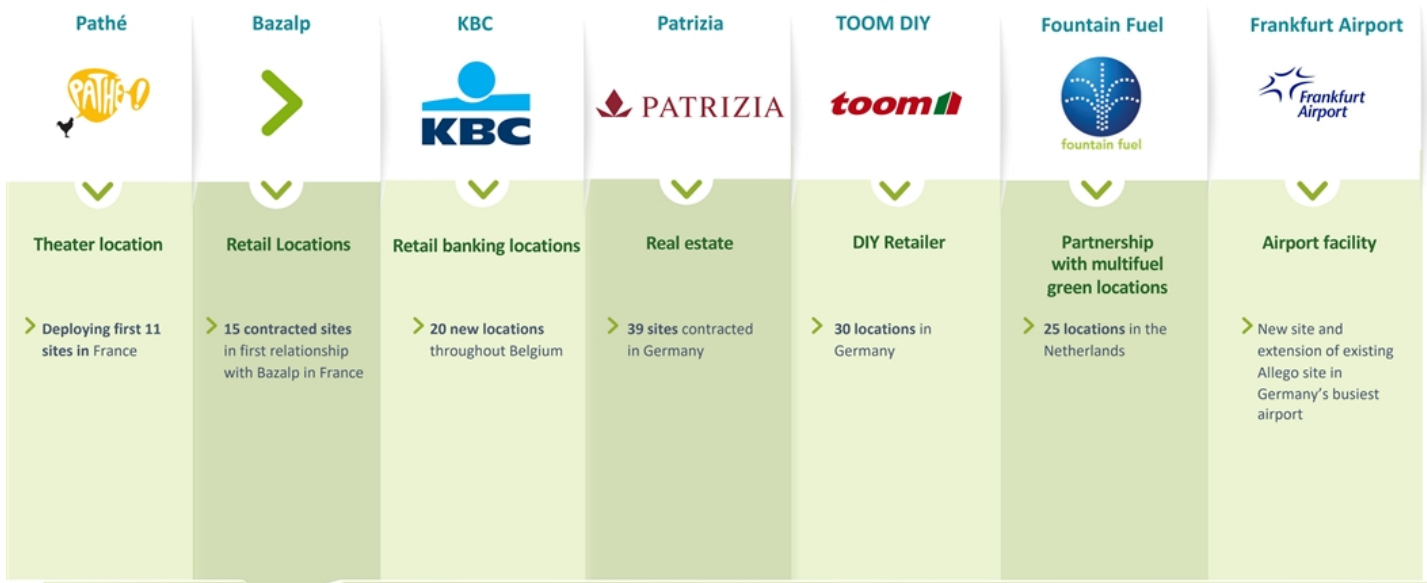 Pathé
PATHÉ!
Theater location
Deploying first 11
sites in France
Bazalp
Retail Locations
15 contracted sites
in first relationship
with Bazalp in France
KBC
KBC
Retail banking locations
20 new locations
throughout Belgium
Patrizia
PATRIZIA
Real estate
39 sites contracted
in Germany
TOOM DIY
toom
DIY Retailer
30 locations in
Germany
Fountain Fuel
fountain fuel
Partnership
with multifuel
green locations
25 locations in the
Netherlands
Frankfurt Airport
Frankfurt
Airport
Airport facility
New site and
extension of existing
Allego site in
Germany's busiest
airport